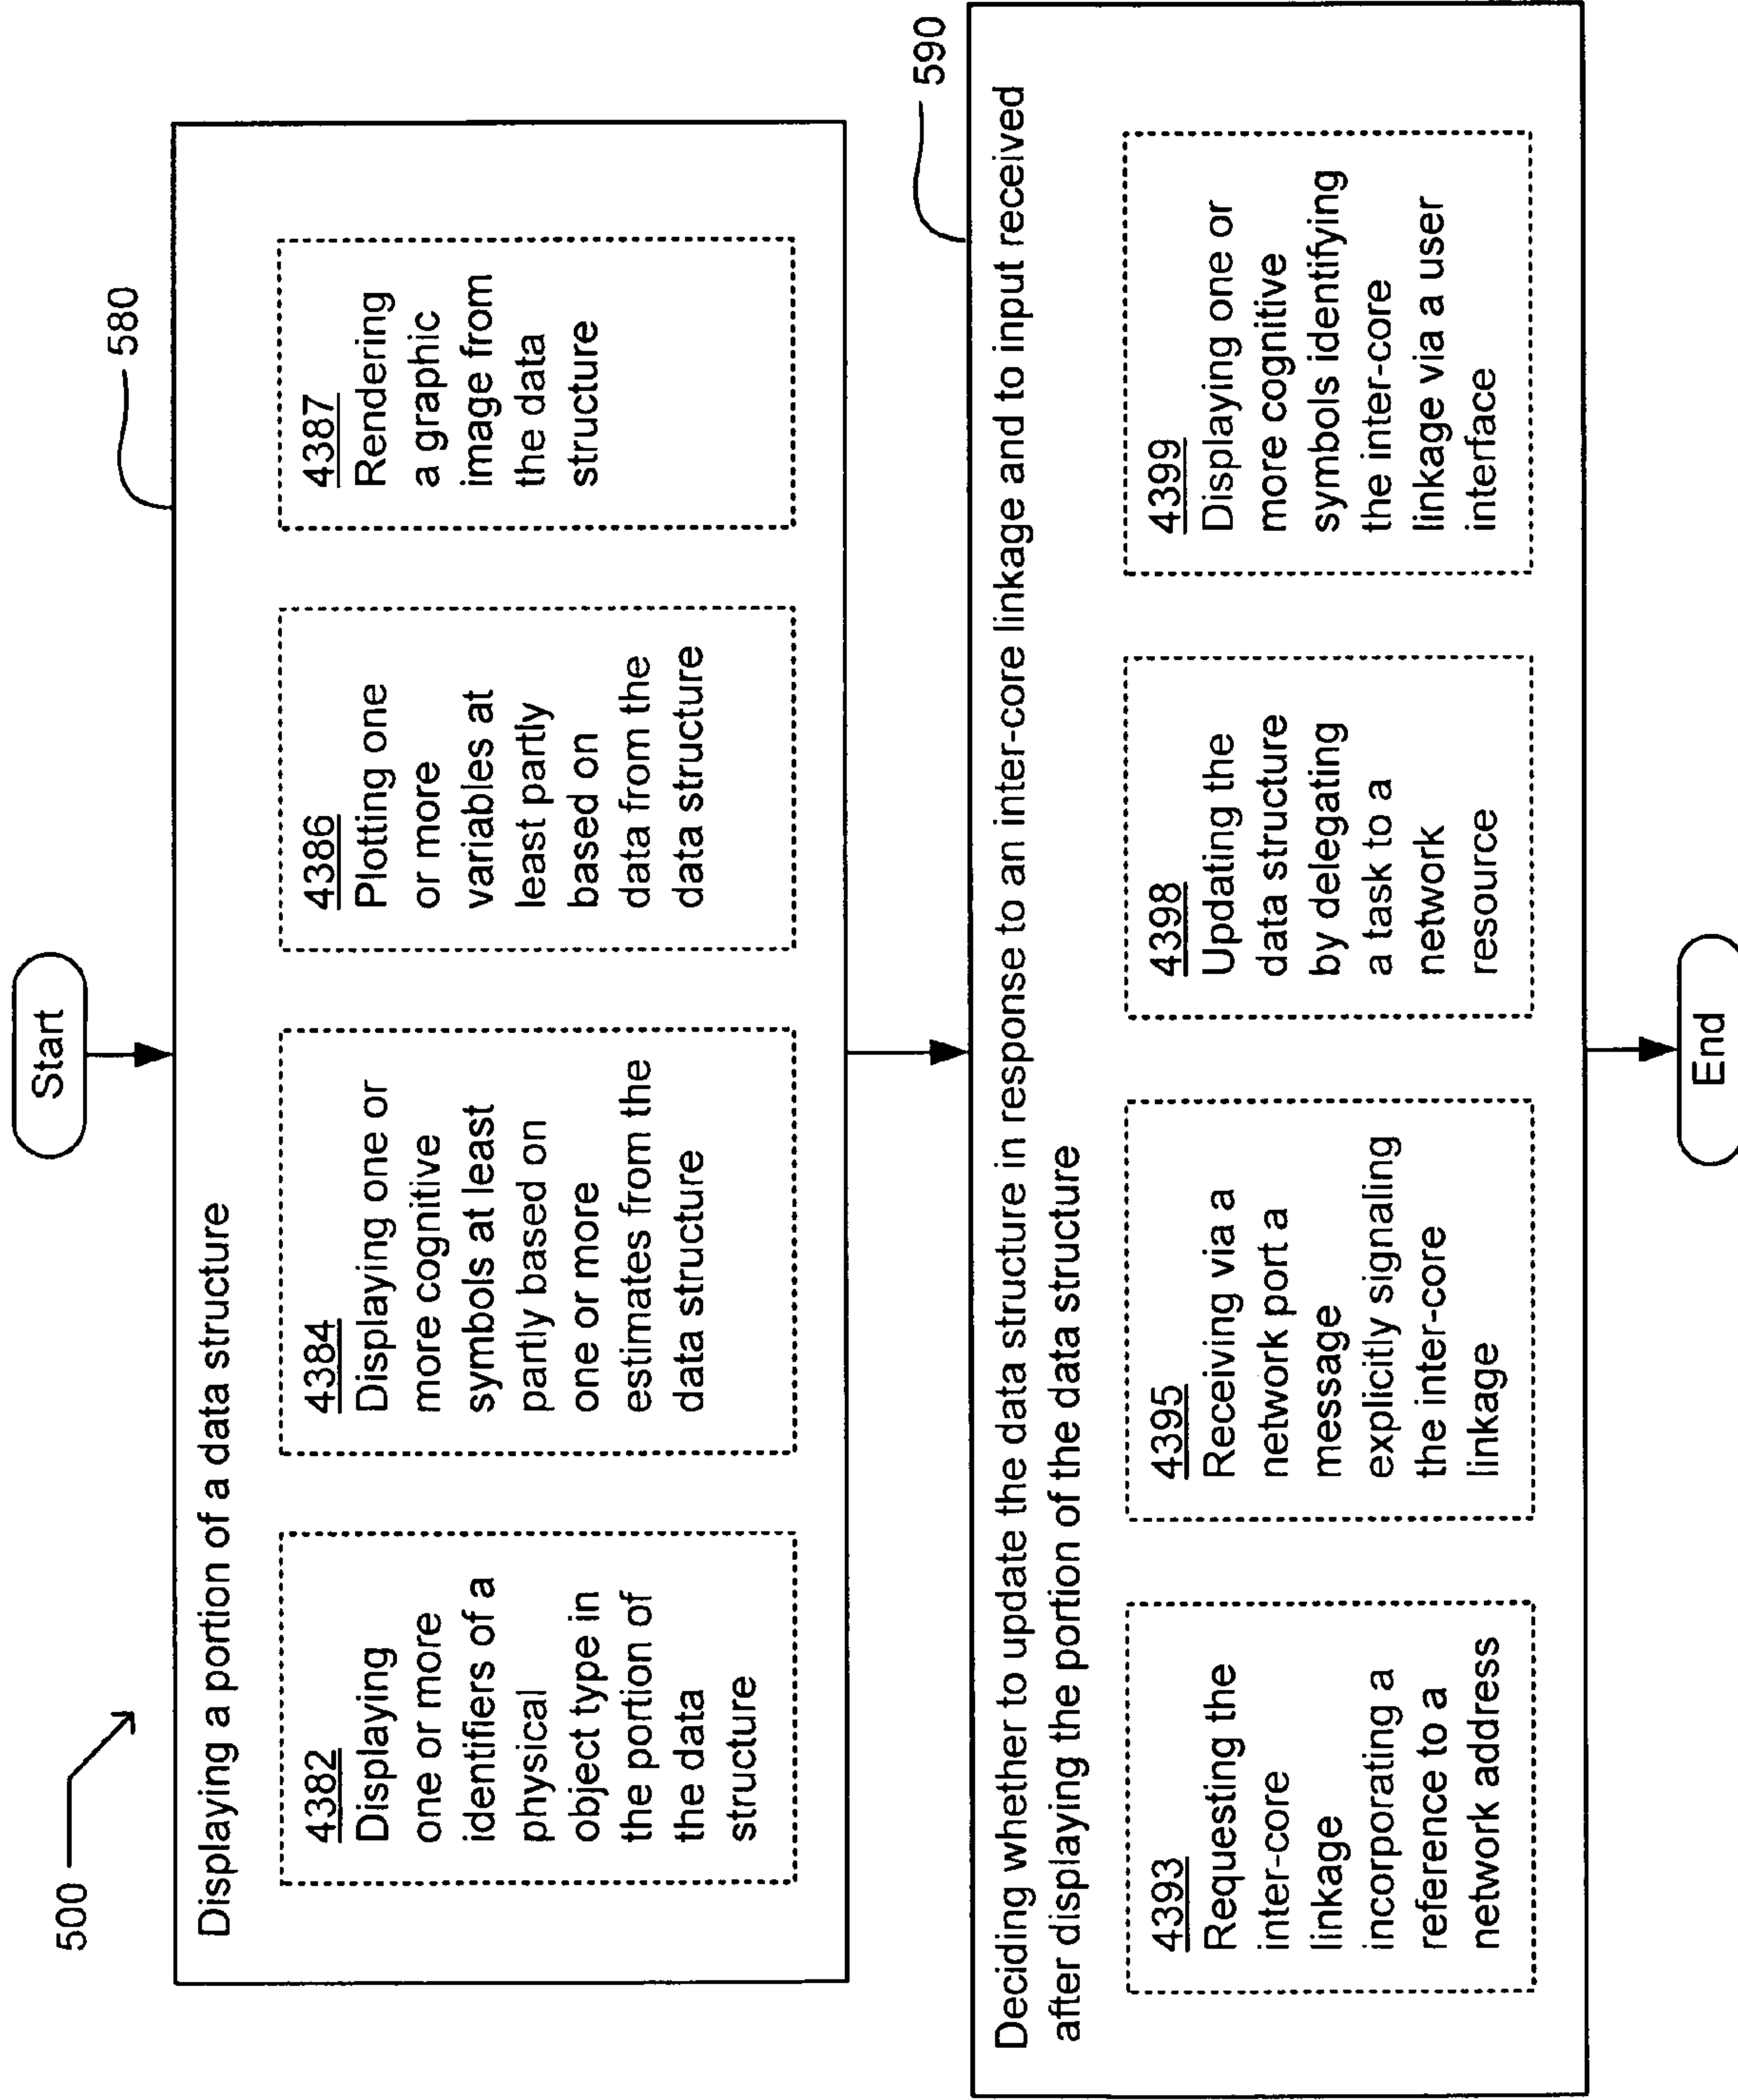 500
Start
580
Displaying a portion of a data structure
4382
Displaying
one or more
identifiers of a
physical
object type in
the portion of
the data
structure
4384
Displaying one or
more cognitive
symbols at least
partly based on
one or more
estimates from the
data structure
4386
Plotting one
or more
variables at
least partly
based on
data from the
data structure
4387
Rendering
a graphic
image from
the data
structure
590
Deciding whether to update the data structure in response to an inter-core linkage and to input received
after displaying the portion of the data structure
4393
Requesting the
inter-core
linkage
incorporating a
reference to a
network address
4395
Receiving via a
network port a
message
explicitly signaling
the inter-core
linkage
4398
Updating the
data structure
by delegating
a task to a
network
resource
4399
Displaying one or
more cognitive
symbols identifying
the inter-core
linkage via a user
interface
End